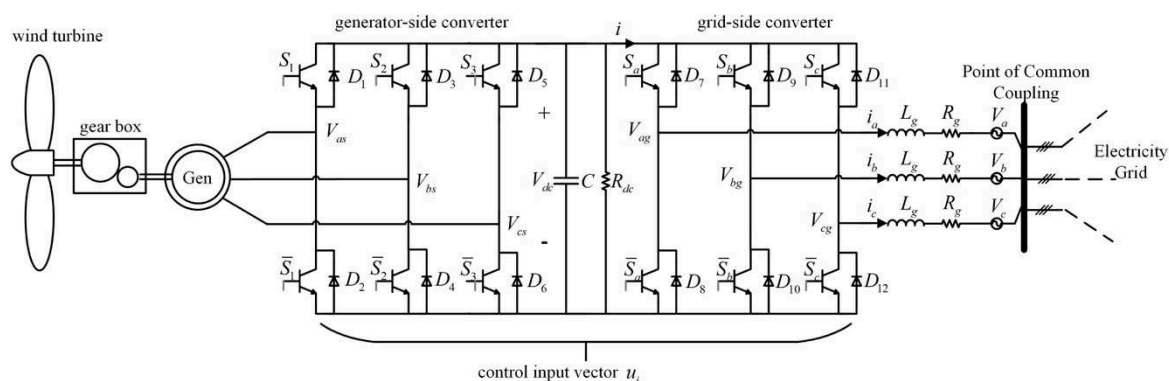 generator-side converter
i
grid-side converter
wind turbine
S1
D1
S2
D3
S3
D5
Sa
D7
Sb
D9
Sc
D11
Point of Common
Coupling
gear box
+
Vas
Vag
ia
Lg
Rg
Va
Electricity
Grid
Gen
Vbs
Vdc
C
Rdc
Vbg
ib
Lg
Rg
Vb
Vcs
Vcg
ic
Lg
Rg
Vc
-
S̅1
D2
S̅2
D4
S̅3
D6
S̅a
D8
S̅b
D10
S̅c
D12
control input vector ui